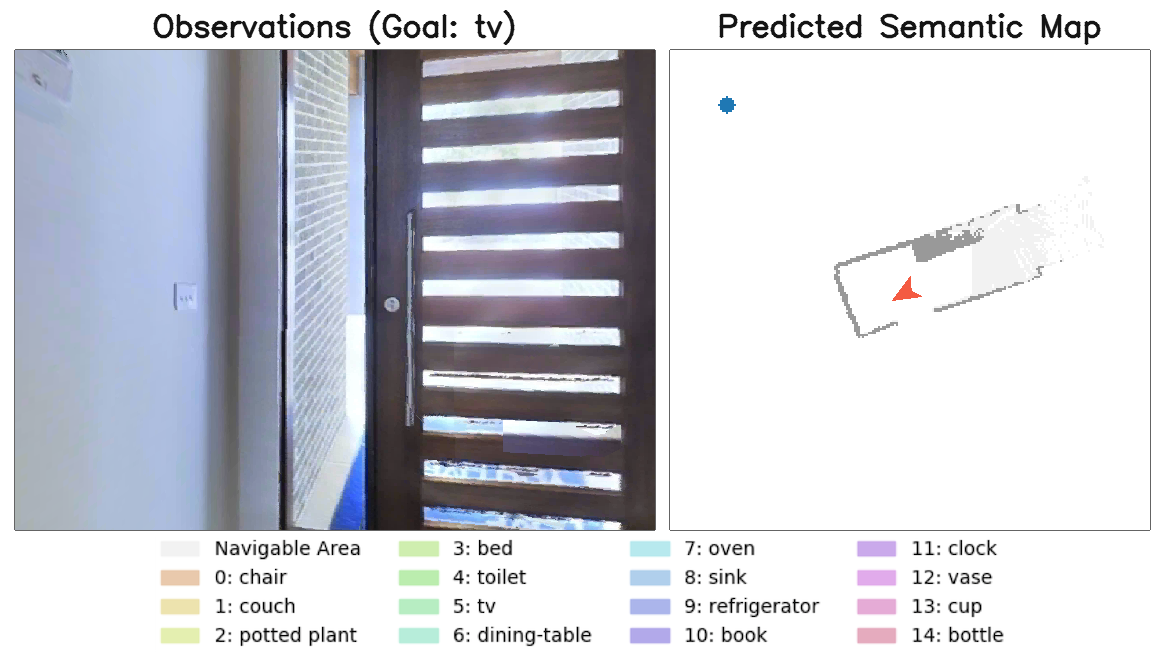 Observations (Goal: tv)
Predicted Semantic Map
Navigable Area
0: chair
1: couch
2: potted plant
3: bed
4: toilet
5: tv
6: dining-table
7: oven
8: sink
9: refrigerator
10: book
11: clock
12: vase
13: cup
14: bottle